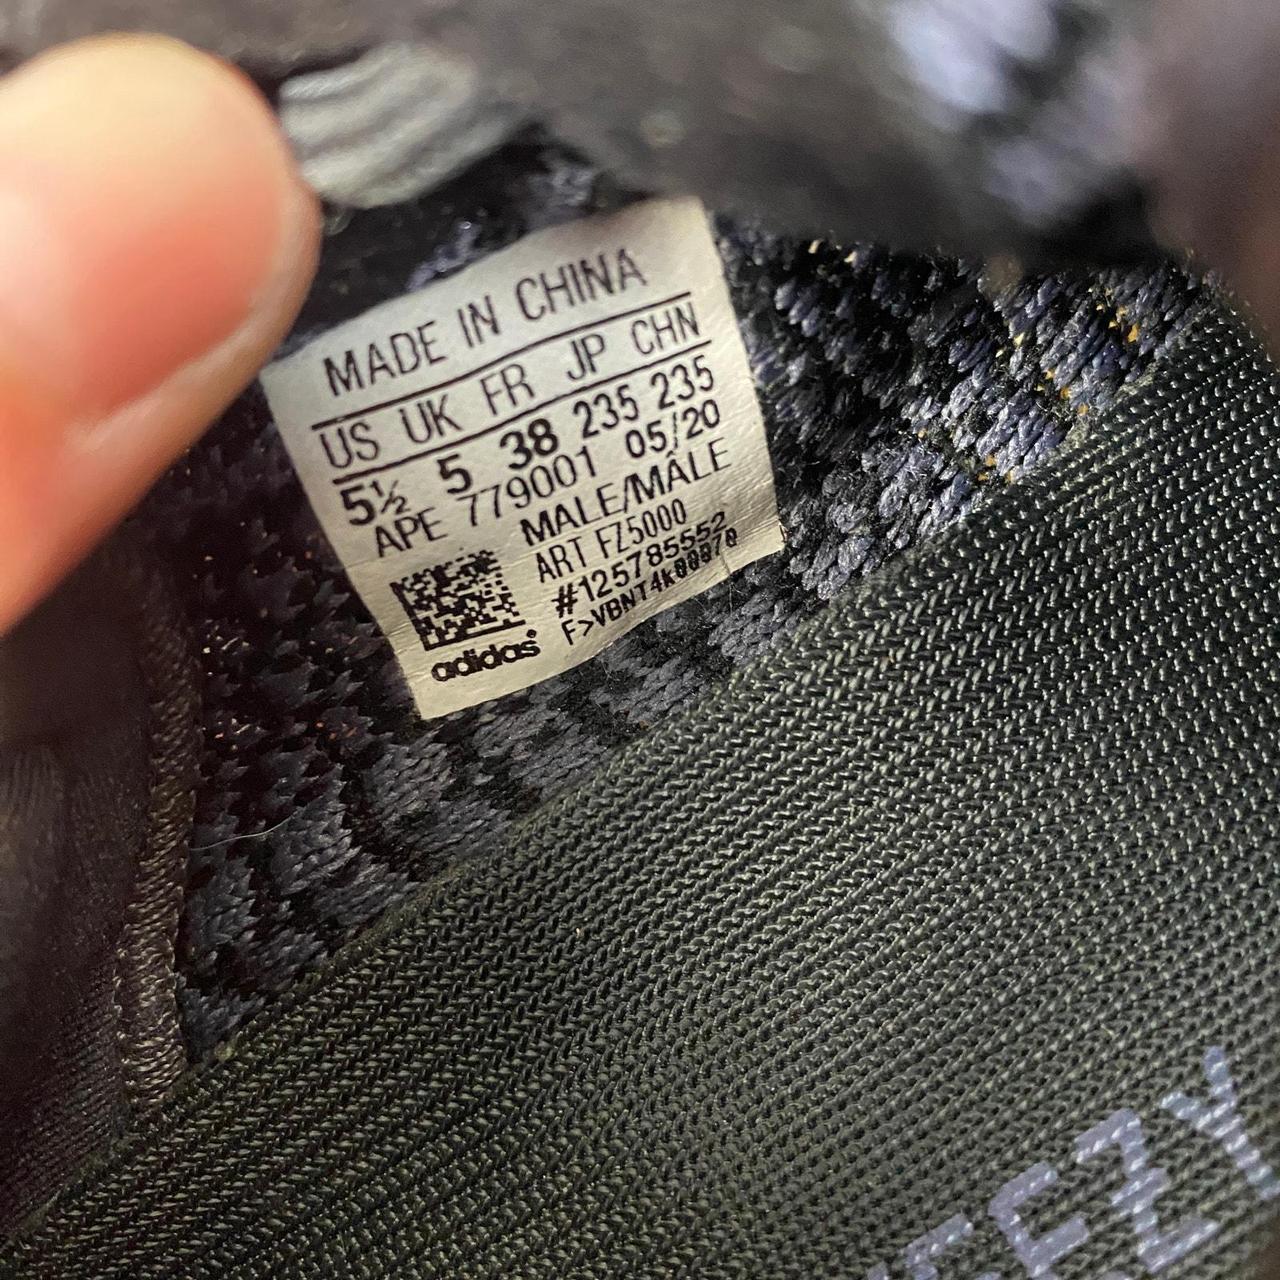 MADE IN CHINA
US UK FR JP CHN
5½ 5 38 235 235
APE 779001 05/20
MALE/MÂLE
ART FZ5000
#125785552
adidas®
EEZY